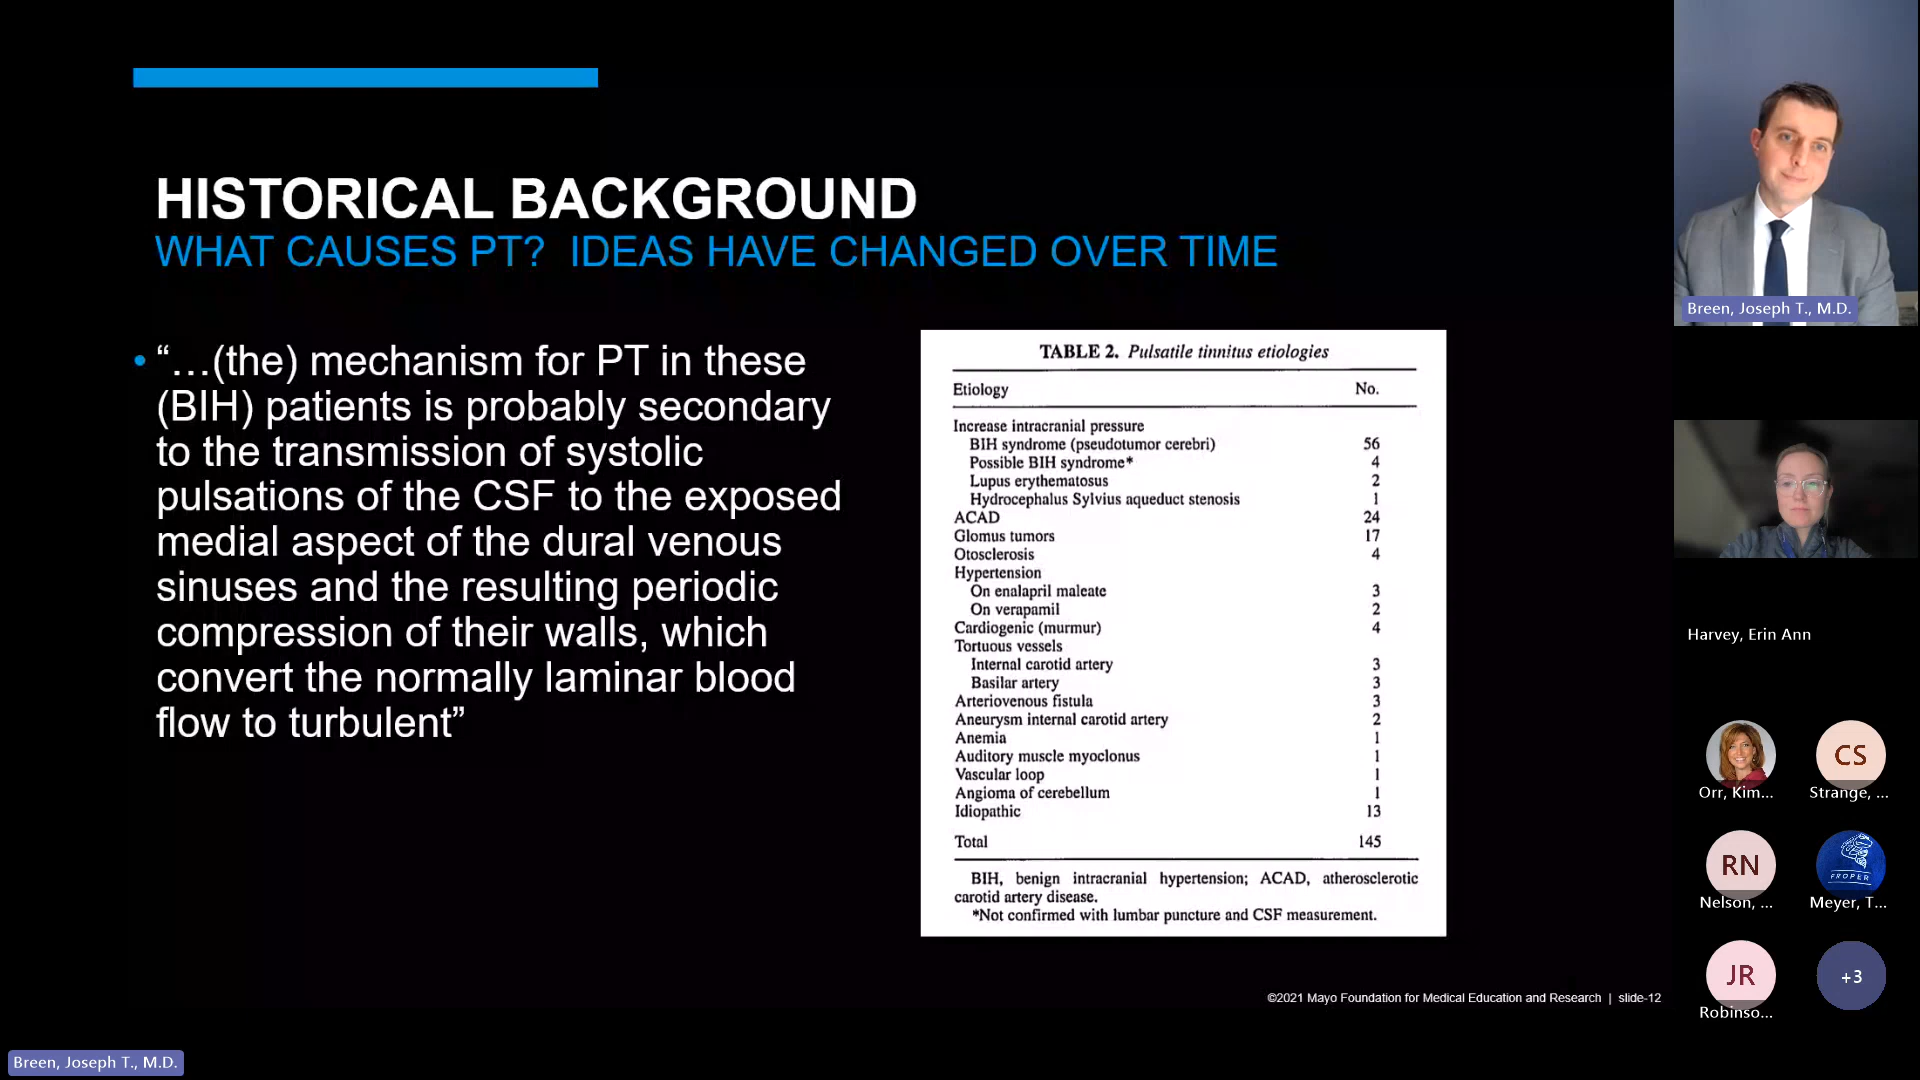 HISTORICAL BACKGROUND
WHAT CAUSES PT? IDEAS HAVE CHANGED OVER TIME
• “…(the) mechanism for PT in these
(BIH) patients is probably secondary
to the transmission of systolic
pulsations of the CSF to the exposed
medial aspect of the dural venous
sinuses and the resulting periodic
compression of their walls, which
convert the normally laminar blood
flow to turbulent”
TABLE 2. Pulsatile tinnitus etiologies
Etiology No.
Increase intracranial pressure
BIH syndrome (pseudotumor cerebri) 56
Possible BIH syndrome* 4
Lupus erythematosus 2
Hydrocephalus Sylvius aqueduct stenosis 1
ACAD 24
Glomus tumors 17
Otosclerosis 4
Hypertension
On enalapril maleate 3
On verapamil 2
Cardiogenic (murmur) 4
Tortuous vessels
Internal carotid artery 3
Basilar artery 3
Arteriovenous fistula 3
Aneurysm internal carotid artery 2
Anemia 1
Auditory muscle myoclonus 1
Vascular loop 1
Angioma of cerebellum 1
Idiopathic 13
Total 145
BIH, benign intracranial hypertension; ACAD, atherosclerotic
carotid artery disease.
*Not confirmed with lumbar puncture and CSF measurement.
©2021 Mayo Foundation for Medical Education and Research | slide-12
Breen, Joseph T., M.D.
Breen, Joseph T., M.D.
Harvey, Erin Ann
Orr, Kim...
CS
Strange, ...
RN
Nelson, ...
PROPER
Meyer, T...
JR
Robinso...
+3